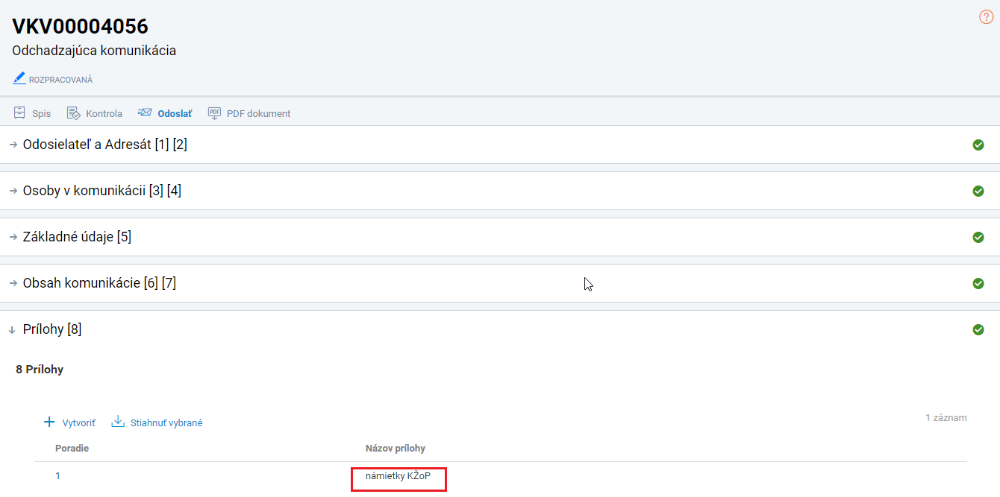 VKV00004056
?
Odchadzajúca komunikácia
ROZPRACOVANÁ
Spis Kontrola Odoslať PDF PDF dokument
Odosielateľ a Adresát [1] [2]
Osoby v komunikácii [3] [4]
Základné údaje [5]
Obsah komunikácie [6] [7]
Prílohy [8]
8 Prílohy
Vytvoriť Stiahnuť vybrané 1 záznam
Poradie Názov prílohy
1 námietky KŽoP